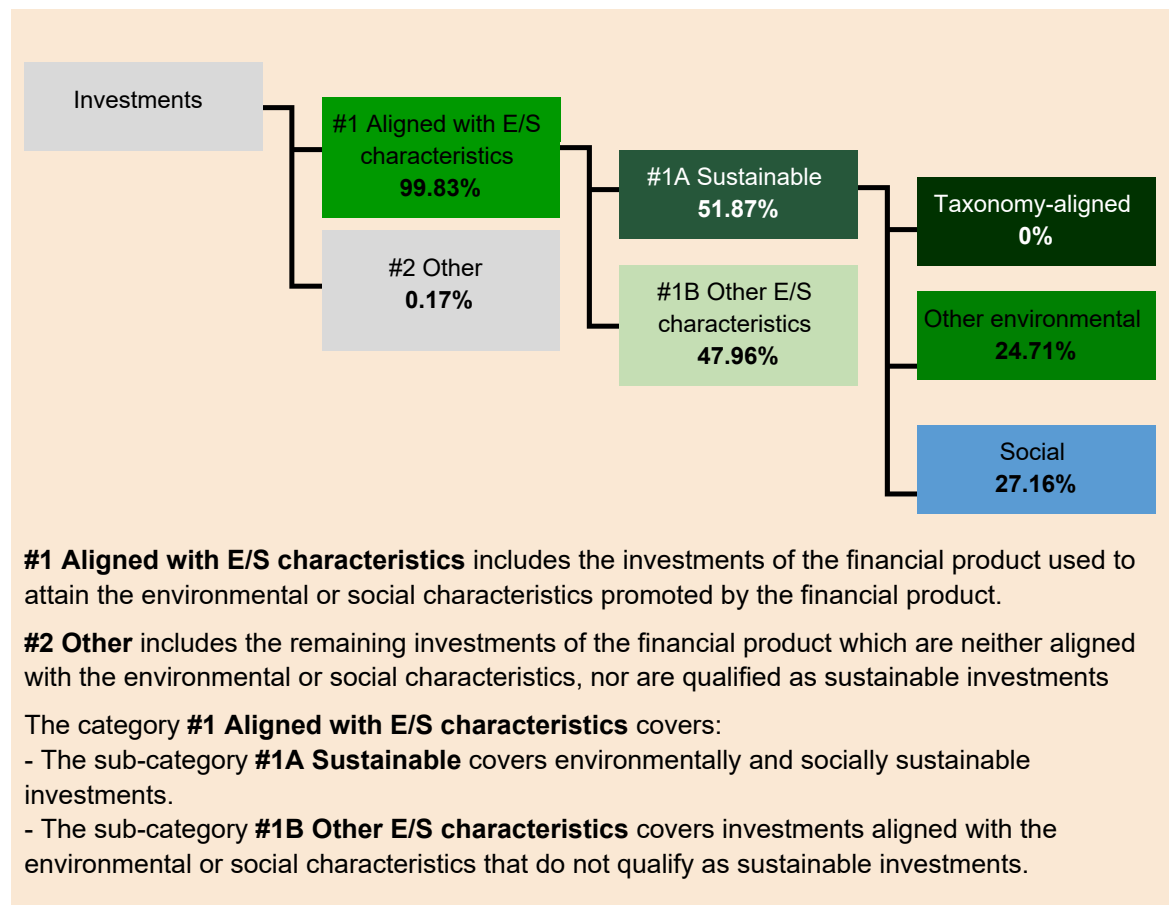 Investments
#1 Aligned with E/S
characteristics
99.83%
#2 Other
0.17%
#1A Sustainable
51.87%
#1B Other E/S
characteristics
47.96%
Taxonomy-aligned
0%
Other environmental
24.71%
Social
27.16%
#1 Aligned with E/S characteristics includes the investments of the financial product used to
attain the environmental or social characteristics promoted by the financial product.
#2 Other includes the remaining investments of the financial product which are neither aligned
with the environmental or social characteristics, nor are qualified as sustainable investments
The category #1 Aligned with E/S characteristics covers:
- The sub-category #1A Sustainable covers environmentally and socially sustainable
investments.
- The sub-category #1B Other E/S characteristics covers investments aligned with the
environmental or social characteristics that do not qualify as sustainable investments.